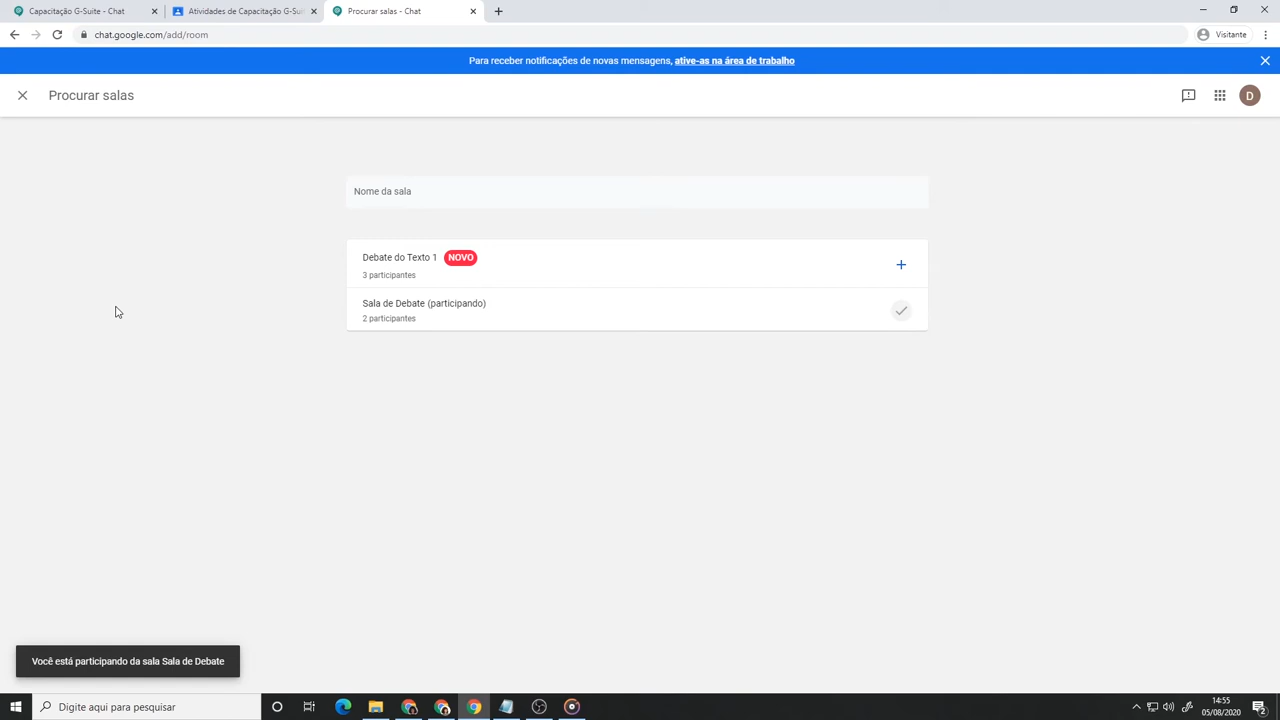 Capacitação G-Suite - Chat
Atividades de Capacitação G-Sui
Procurar salas - Chat
chat.google.com/add/room
Visitante
Para receber notificações de novas mensagens, ative-as na área de trabalho
Procurar salas
D
Nome da sala
Debate do Texto 1 NOVO
3 participantes
Sala de Debate (participando)
2 participantes
Você está participando da sala Sala de Debate
Digite aqui para pesquisar
14:55
05/08/2020
2